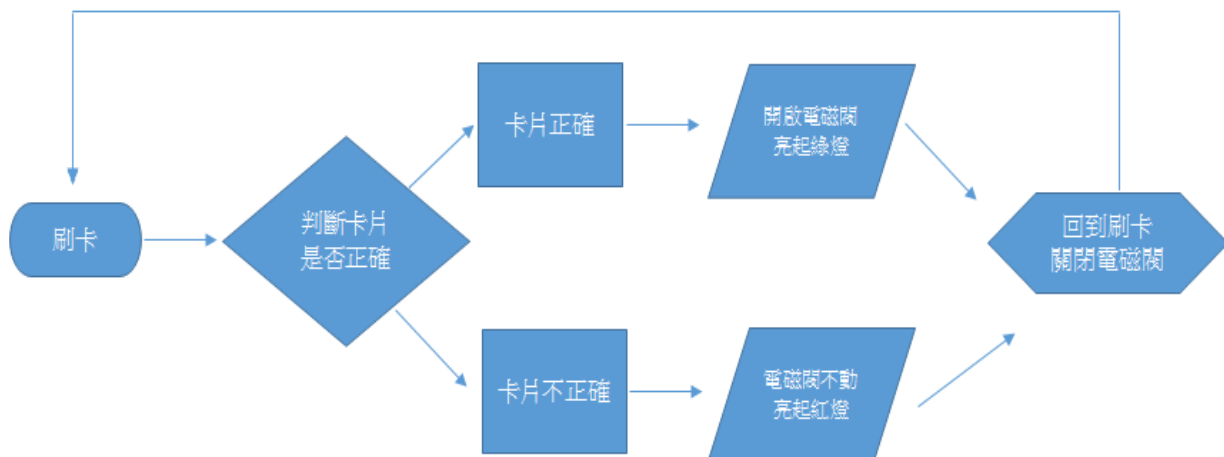 刷卡
判斷卡片
是否正確
卡片正確
開啟電磁閥
亮起綠燈
卡片不正確
電磁閥不動
亮起紅燈
回到刷卡
關閉電磁閥